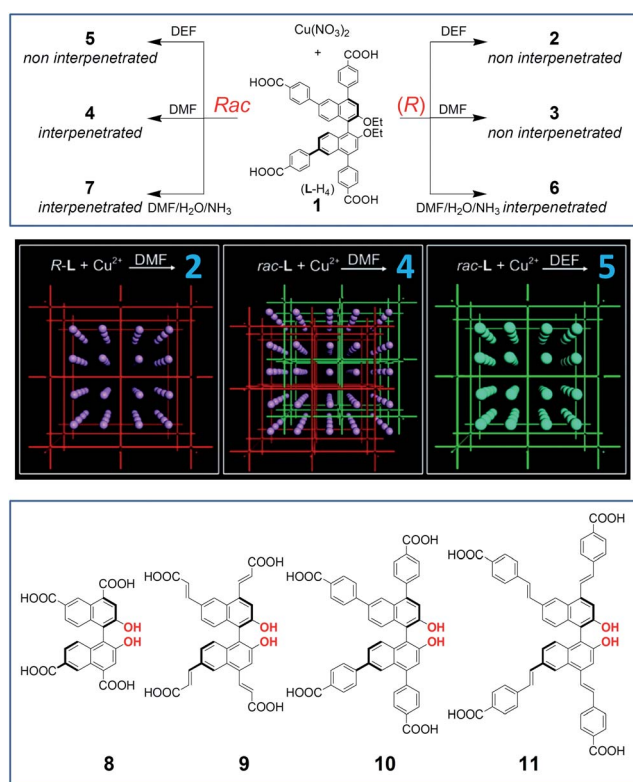 5
non interpenetrated
DEF
4
interpenetrated
DMF
7
interpenetrated
DMF/H₂O/NH₃
Rac
Cu(NO₃)₂
+
COOH
HOOC
OEt
OEt
HOOC
COOH
(L-H₄)
1
(R)
DEF
2
non interpenetrated
DMF
3
non interpenetrated
DMF/H₂O/NH₃
6
interpenetrated
R-L + Cu²⁺ DMF 2
rac-L + Cu²⁺ DMF 4
rac-L + Cu²⁺ DEF 5
COOH
HOOC
OH
OH
HOOC
COOH
8
COOH
HOOC
OH
OH
HOOC
COOH
9
COOH
HOOC
OH
OH
HOOC
COOH
10
COOH
HOOC
OH
OH
HOOC
COOH
11